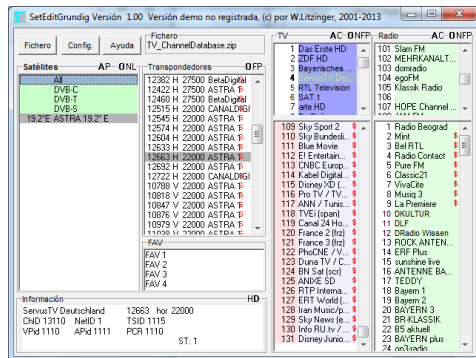 SetEditGrundig Versión 1.00 Versión demo no registrada, (c) por W.Litzinger, 2001-2013
Fichero
Config.
Ayuda
Fichero
TV_ChannelDatabase.zip
Satélites AP ONL
All
DVB-C
DVB-T
DVB-S
19.2°E ASTRA 19.2° E
Transpondedores OFP
12382 H 27500 BetaDigital
12422 H 27500 ASTRA 1
12460 H 27500 BetaDigital
12515 H 22000 CANALDIGI
12545 H 22000 ASTRA 1
12574 H 22000 ASTRA 1
12604 H 22000 ASTRA 1
12633 H 22000 ASTRA 1
12663 H 22000 ASTRA 1
12692 H 22000 ASTRA 1
12722 H 22000 CANALDIGI
10788 V 22000 ASTRA 1
10818 V 22000 ASTRA 1
10847 V 22000 ASTRA 1
10876 V 22000 ASTRA 1
10979 V 22000 ASTRA 1
FAV
FAV 1
FAV 2
FAV 3
FAV 4
Información HD
ServusTV Deutschland 12663 hor 22000
ChID 13110 NetID 1 TSID 1115
VPid 1110 APid 1111 PCR 1110
ST: 1
TV AC ONFP
1 Das Erste HD
2 ZDF HD
3 Bayerisches ...
4 ServusTV De...
5 RTL Television
6 SAT.1
7 arte HD
109 Sky Sport 2 $
110 Sky Bundesli... $
111 Blue Movie $
112 E! Entertain... $
113 CNBC Europ... $
114 Kabel Digital... $
115 Disney XD (... $
116 Pro TV / TV... $
117 ANN / Tunis... $
118 TVEi (span) $
119 Canal 24 Ho... $
120 France 2 (frz) $
121 France 3 (frz) $
122 PhoCNE / V... $
123 Duna TV / C... $
124 BN Sat (scr) $
125 ANIXE SD $
126 RTP Interna... $
127 ERT World (... $
128 Iran Music/p... $
129 Sky News (e... $
130 Info RU.tv / ... $
131 Disney Junio... $
Radio AC ONFP
101 Slam FM
102 MEHRKANALT...
103 domradio
104 egoFM
105 Klassik Radio
106 .
107 HOPE Channel ...
1 Radio Beograd $
2 Mint $
3 Bel RTL $
4 Radio Contact $
5 Pure FM $
6 Classic21 $
7 VivaCite $
8 Musiq 3 $
9 La Premiere $
10 DKULTUR
11 DLF
12 DRadio Wissen
13 ROCK ANTEN...
14 ERF Plus
15 sunshine live
16 ANTENNE BA...
17 TEDDY
18 Bayern 1
19 Bayern 2
20 BAYERN 3
21 BR-KLASSIK
22 B5 aktuell
23 BAYERN plus
24 on3-radio